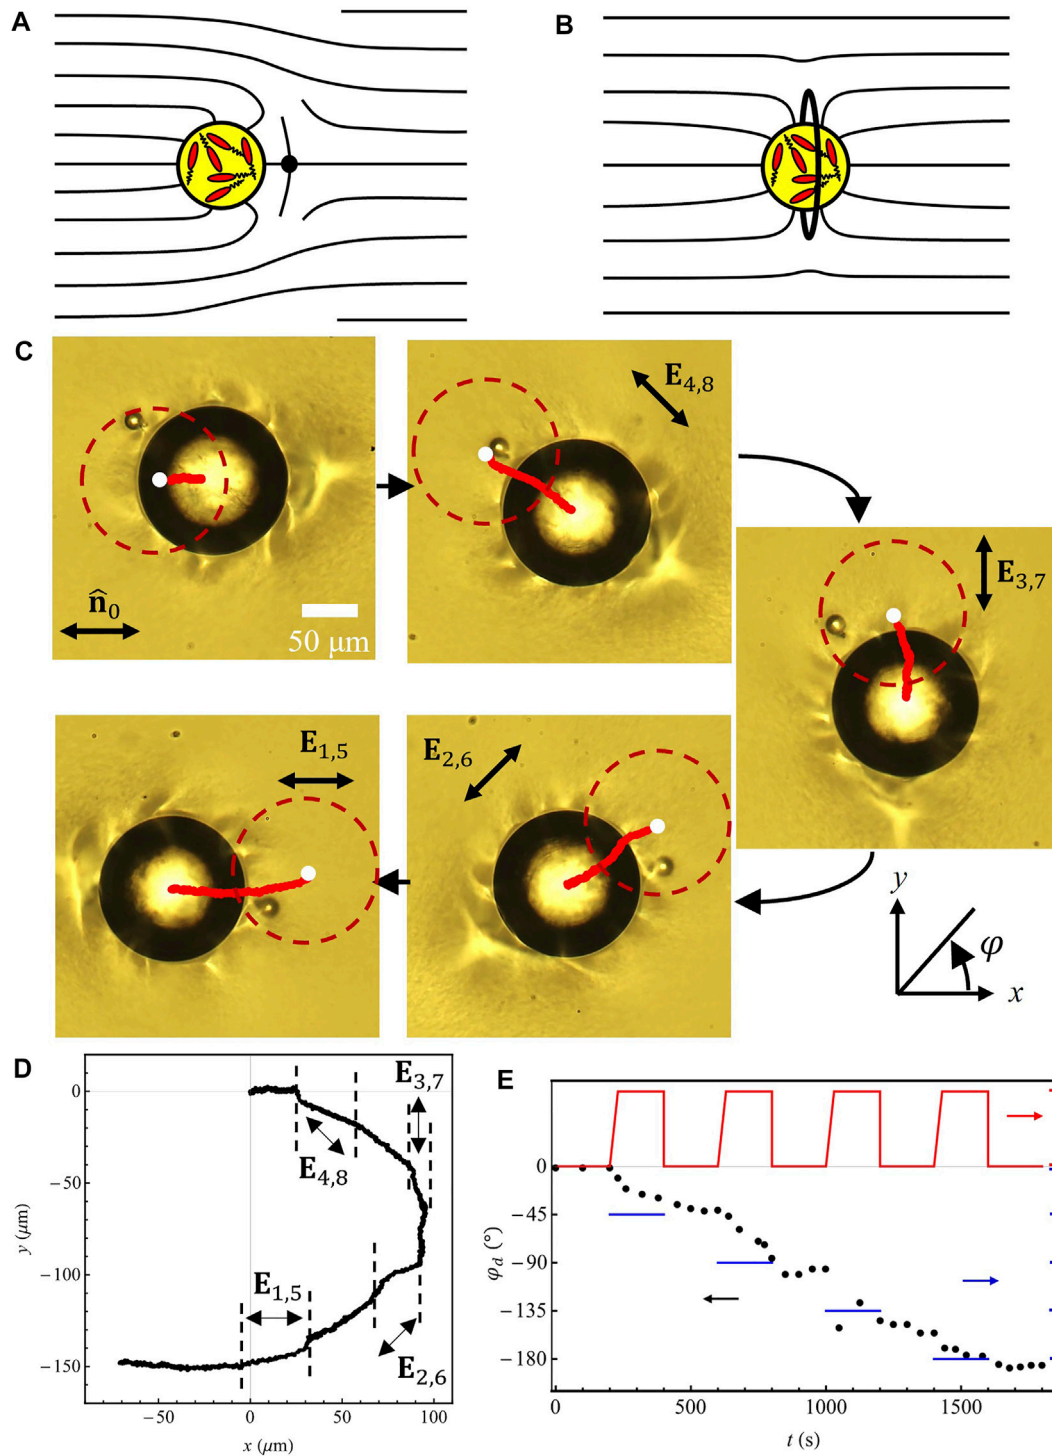 A
B
C
n̂₀
50 μm
E₄,₈
E₃,₇
E₁,₅
E₂,₆
y
φ
x
D
0
−50
−100
−150
y (μm)
E₃,₇
E₄,₈
E₁,₅
E₂,₆
−50
0
50
100
x (μm)
E
0
−45
−90
−135
−180
φd (°)
0
500
1000
1500
t (s)